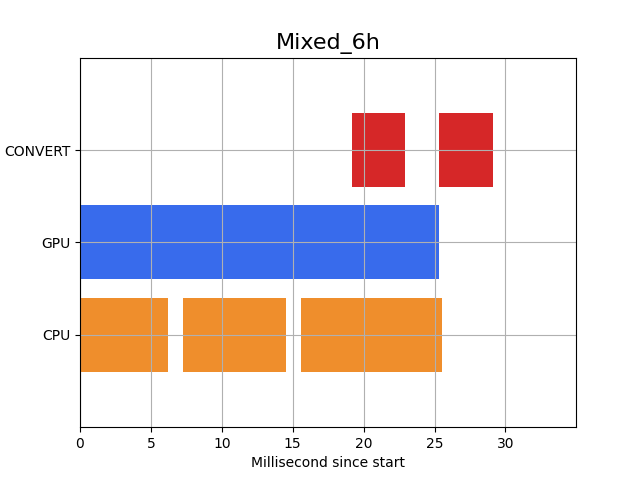 Mixed_6h
CONVERT
GPU
CPU
0 5 10 15 20 25 30
Millisecond since start